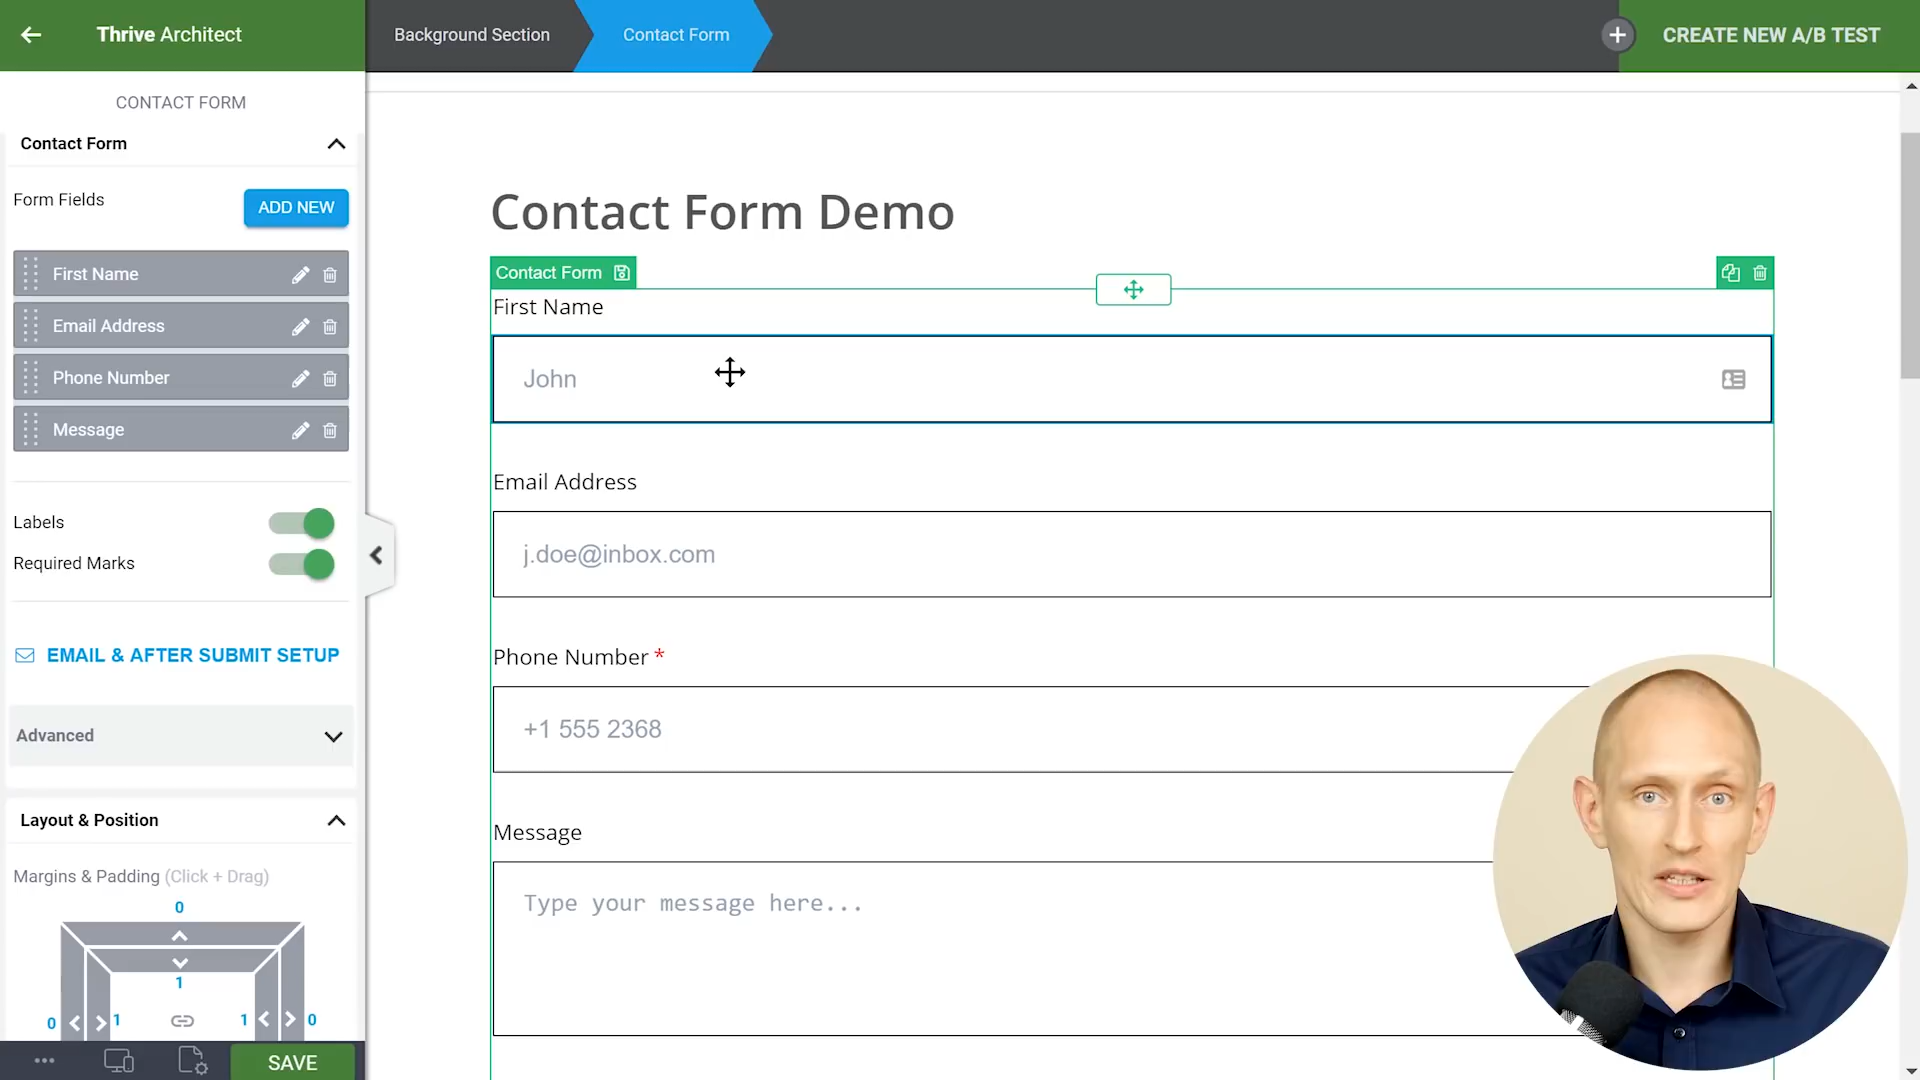 Thrive Architect
Background Section
Contact Form
CREATE NEW A/B TEST
CONTACT FORM
Contact Form
Form Fields
ADD NEW
First Name
Email Address
Phone Number
Message
Labels
Required Marks
EMAIL & AFTER SUBMIT SETUP
Advanced
Layout & Position
Margins & Padding (Click + Drag)
0
1
0 1 1 0
SAVE
Contact Form Demo
Contact Form
First Name
John
Email Address
j.doe@inbox.com
Phone Number *
+1 555 2368
Message
Type your message here...